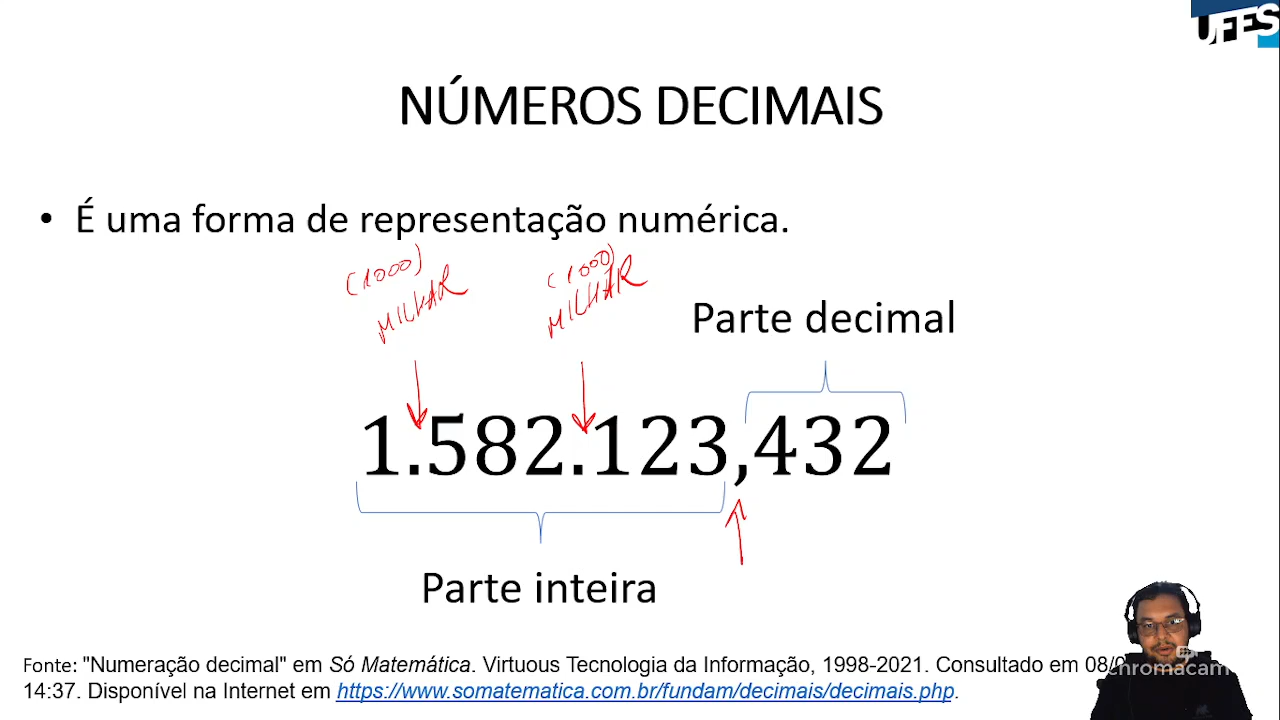 UFES
NÚMEROS DECIMAIS
• É uma forma de representação numérica.
(1000) (1000)
MILHAR MILHAR
Parte decimal
1.582.123,432
Parte inteira
Fonte: "Numeração decimal" em Só Matemática. Virtuous Tecnologia da Informação, 1998-2021. Consultado em 08/0
chromacam
14:37. Disponível na Internet em https://www.somatematica.com.br/fundam/decimais/decimais.php.